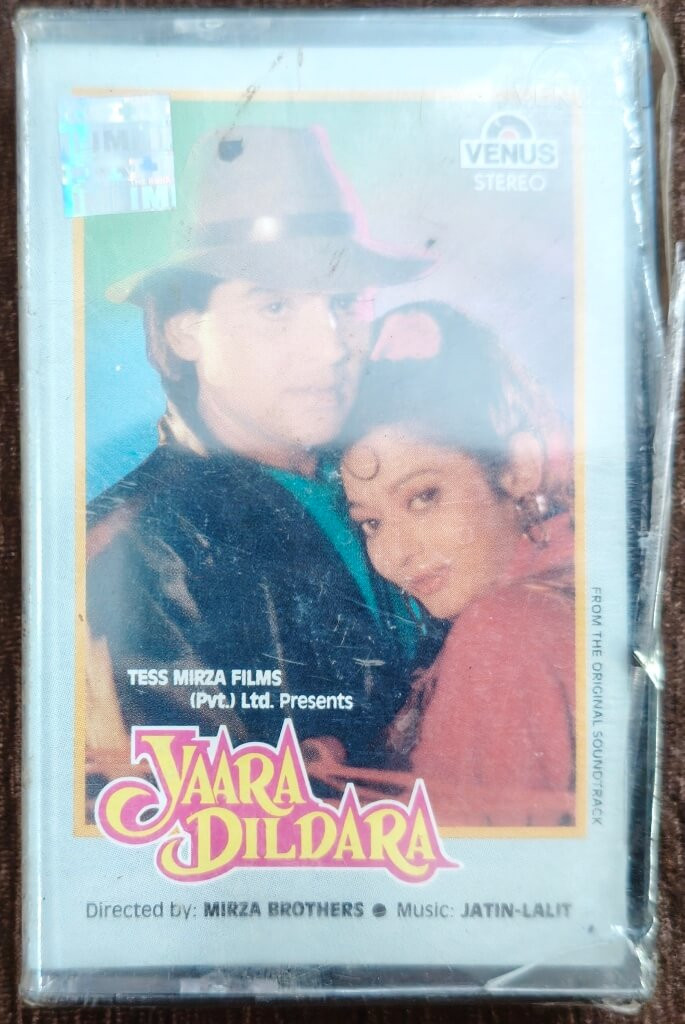 IMI
VENUS
STEREO
FROM THE ORIGINAL SOUNDTRACK
TESS MIRZA FILMS
(Pvt.) Ltd. Presents
YAARA
DILDARA
Directed by: MIRZA BROTHERS ● Music: JATIN-LALIT